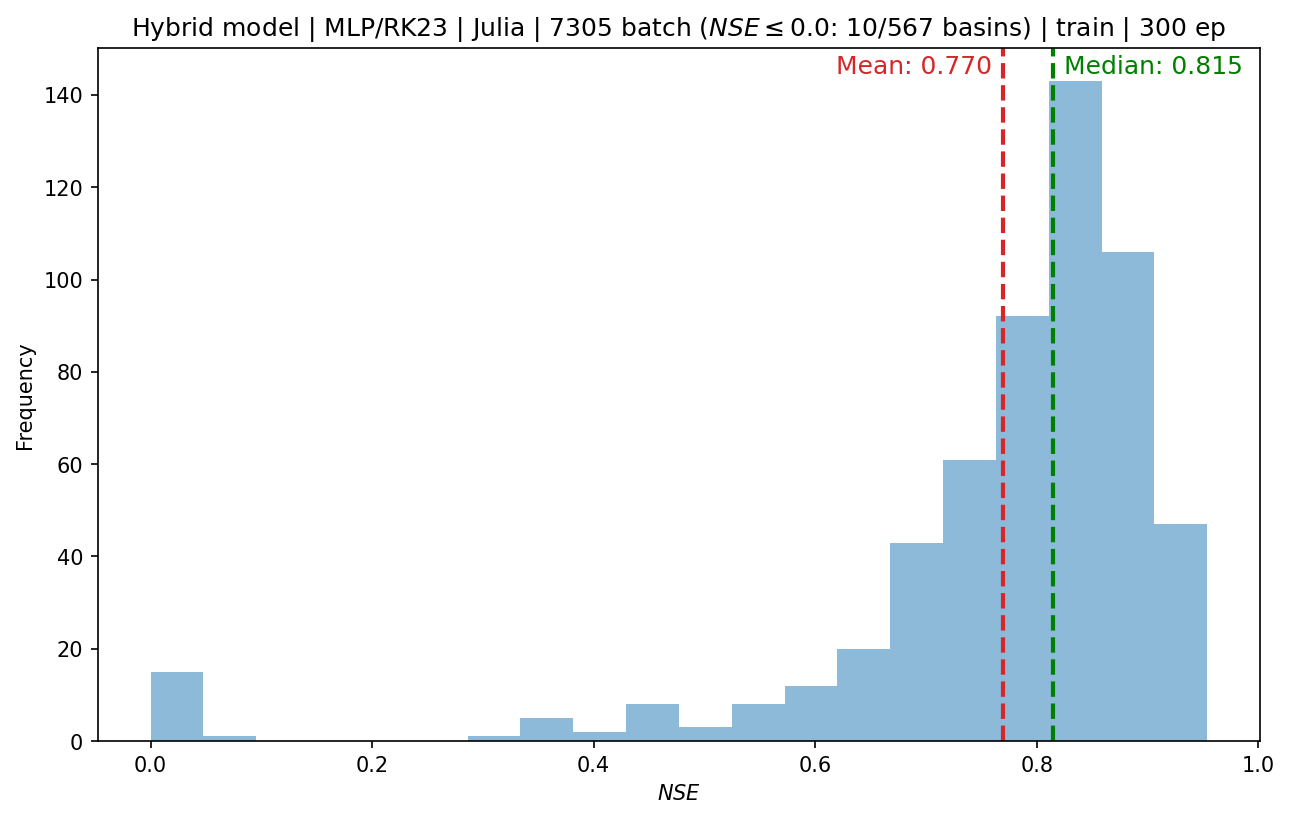 Hybrid model | MLP/RK23 | Julia | 7305 batch (NSE ≤ 0.0: 10/567 basins) | train | 300 ep
Mean: 0.770
Median: 0.815
140
120
100
80
60
40
20
0
Frequency
0.0
0.2
0.4
0.6
0.8
1.0
NSE